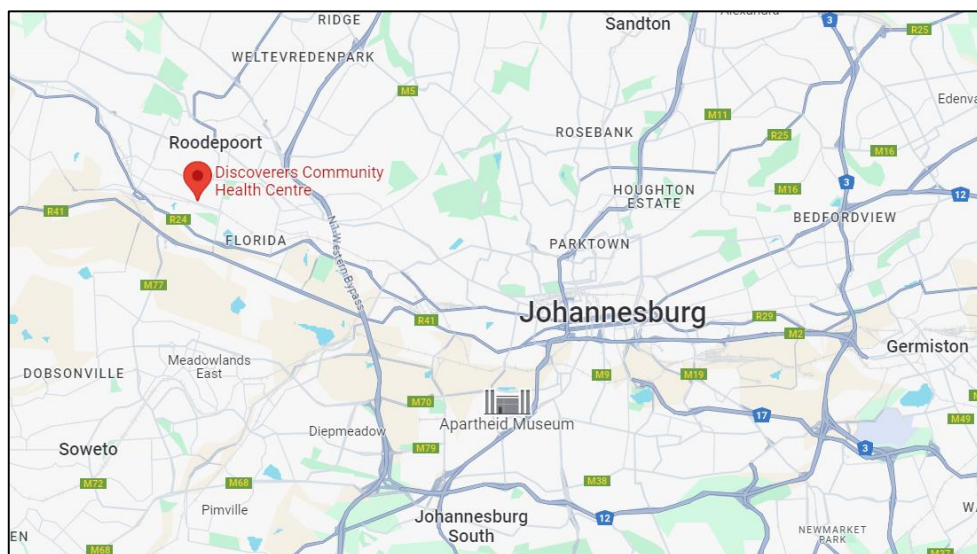 RIDGE
Sandton
3
R25
WELTEVREDENPARK
M5
Edenva
M11
ROSEBANK
R25
Roodepoort
M16
Discoverers Community
Health Centre
HOUGHTON
ESTATE
M16
3
12
R41
R24
BEDFORDVIEW
FLORIDA
PARKTOWN
N1 Western Bypass
M77
Johannesburg
R41
R29
M2
Germiston
Meadowlands
East
DOBSONVILLE
M9
M19
M70
Apartheid Museum
17
M49
Diepmeadow
Soweto
M79
3
M72
M68
M38
Pimville
Johannesburg
South
12
NEWMARKET
PARK
EN
M68
M37